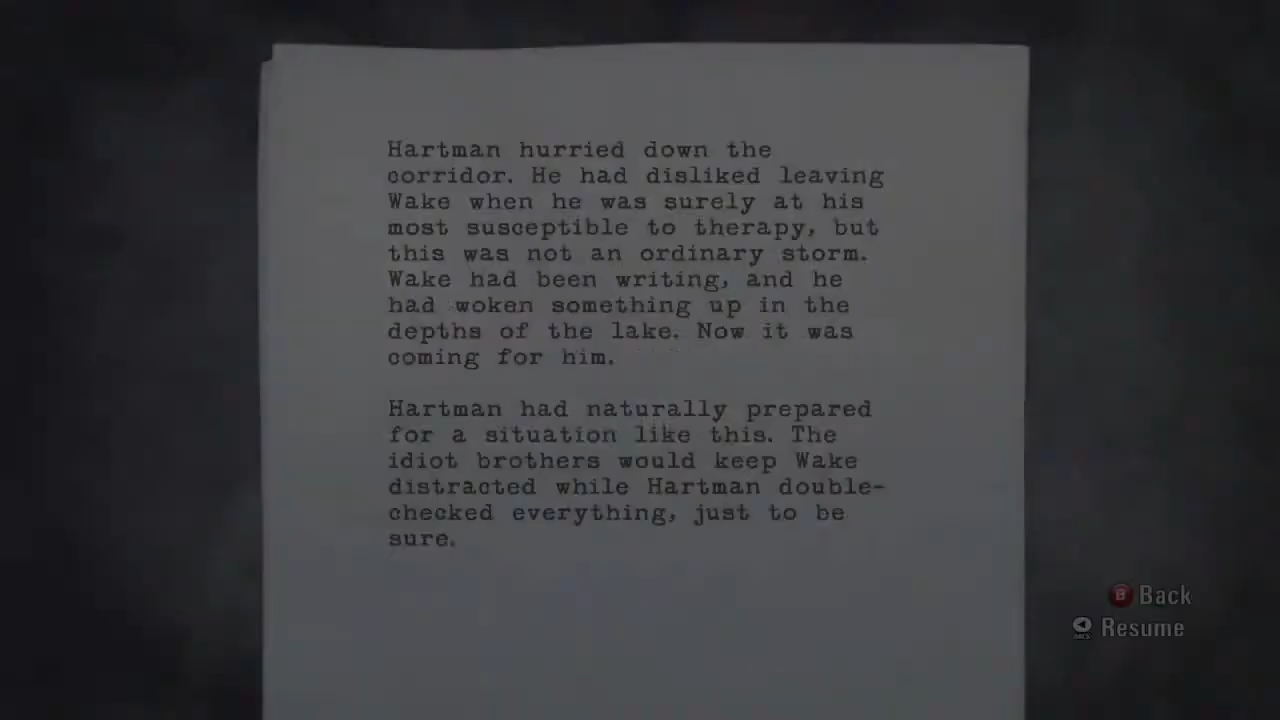 Hartman hurried down the
corridor. He had disliked leaving
Wake when he was surely at his
most susceptible to therapy, but
this was not an ordinary storm.
Wake had been writing, and he
had woken something up in the
depths of the lake. Now it was
coming for him.
Hartman had naturally prepared
for a situation like this. The
idiot brothers would keep Wake
distracted while Hartman double-
checked everything, just to be
sure.
B Back
Resume